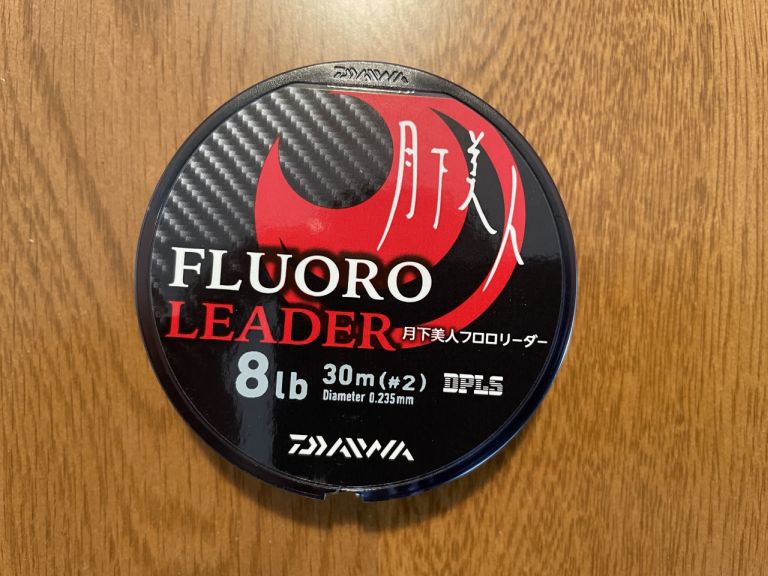 DAIWA
月下美人
FLUORO
LEADER
月下美人フロロリーダー
8lb 30m(#2) DPLS
Diameter 0.235mm
DAIWA